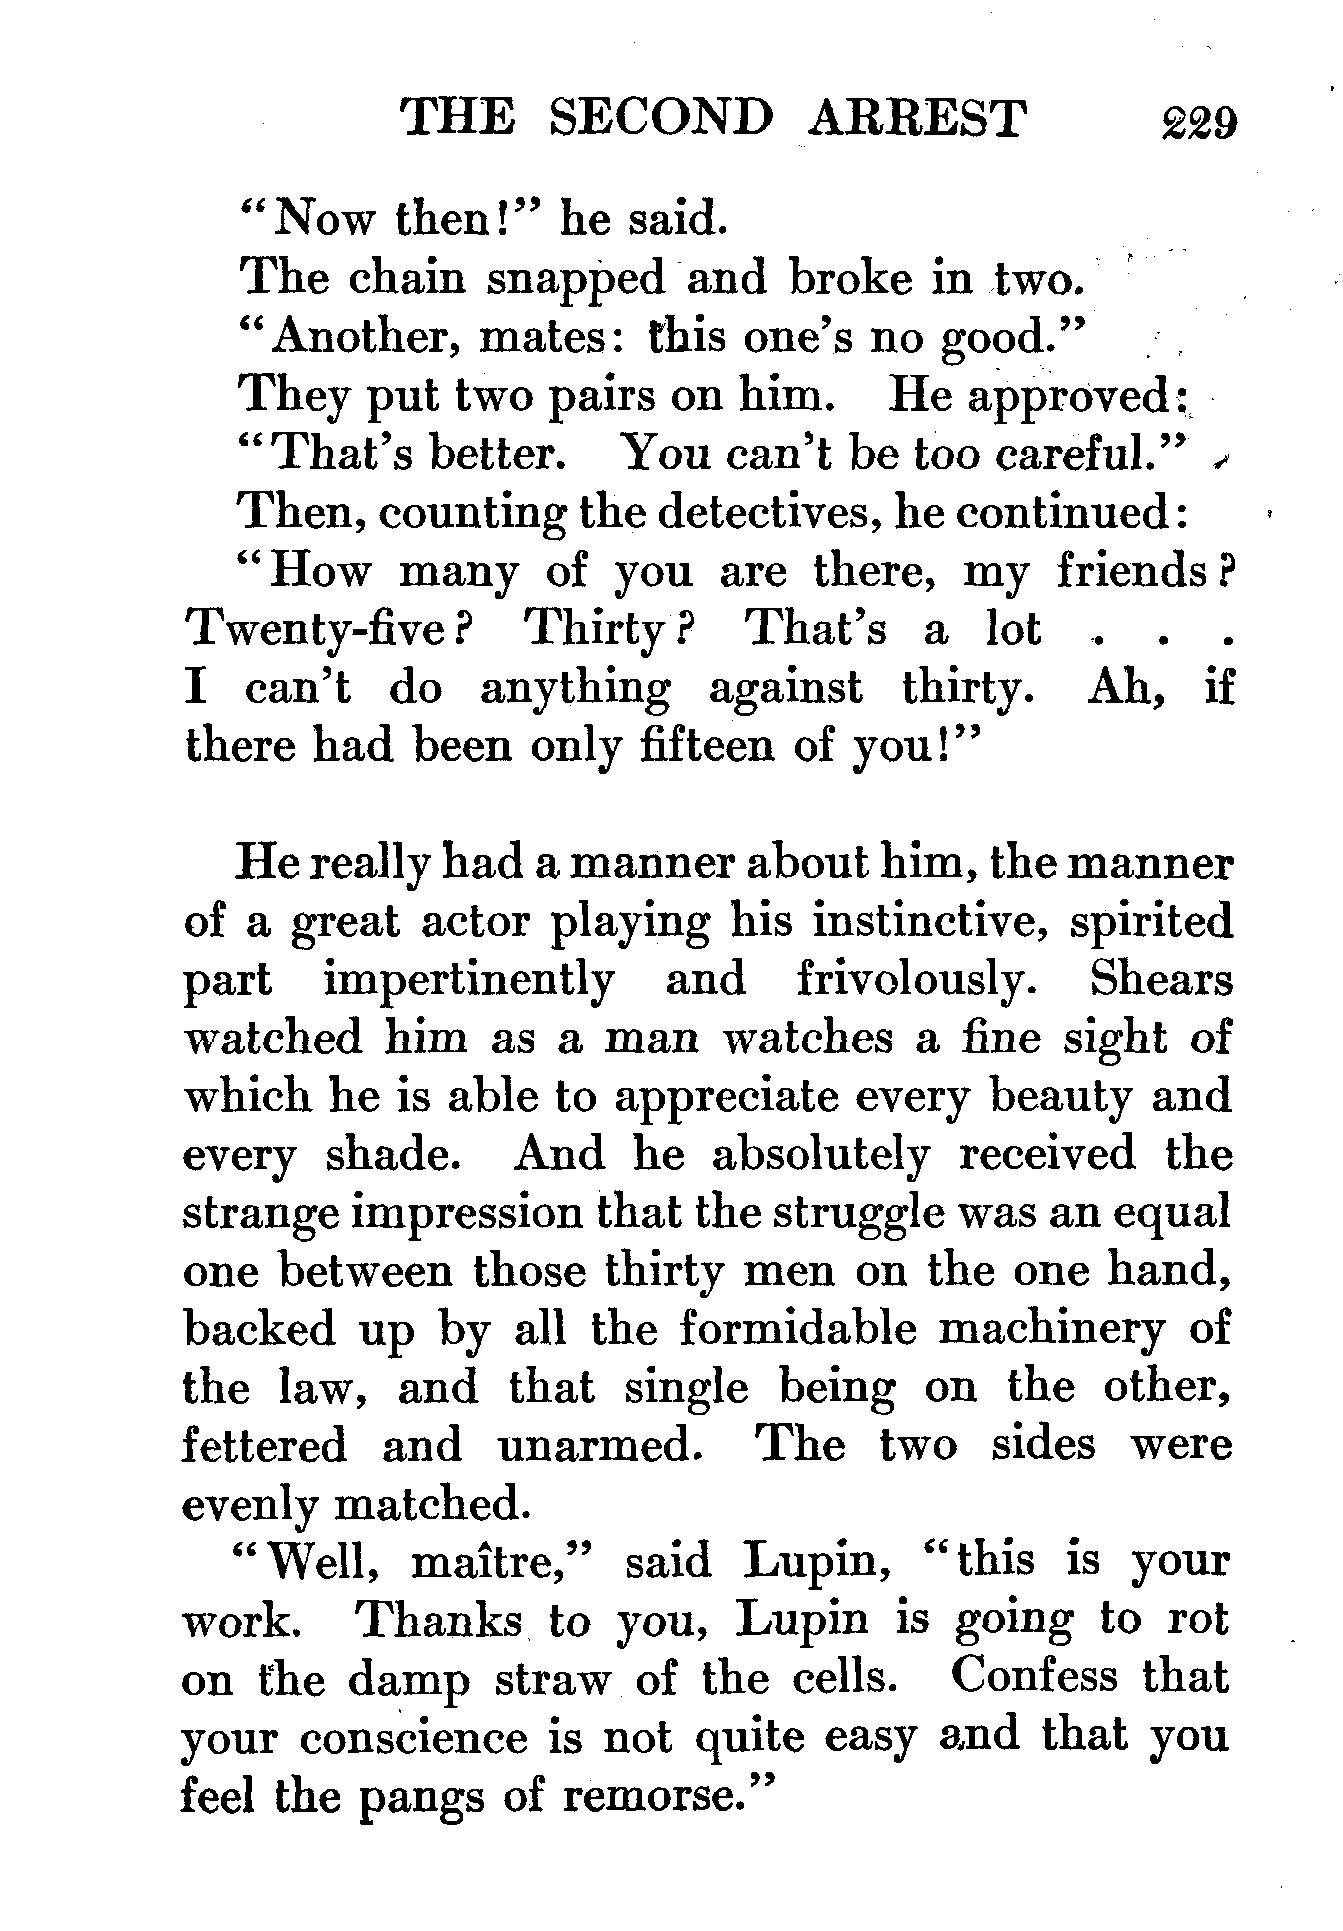 THE SECOND ARREST 229
"Now then!" he said.
The chain snapped and broke in two.
"Another, mates: this one's no good."
They put two pairs on him. He approved:
"That's better. You can't be too careful."
Then, counting the detectives, he continued:
"How many of you are there, my friends?
Twenty-five? Thirty? That's a lot . . .
I can't do anything against thirty. Ah, if
there had been only fifteen of you!"
He really had a manner about him, the manner
of a great actor playing his instinctive, spirited
part impertinently and frivolously. Shears
watched him as a man watches a fine sight of
which he is able to appreciate every beauty and
every shade. And he absolutely received the
strange impression that the struggle was an equal
one between those thirty men on the one hand,
backed up by all the formidable machinery of
the law, and that single being on the other,
fettered and unarmed. The two sides were
evenly matched.
"Well, maître," said Lupin, "this is your
work. Thanks to you, Lupin is going to rot
on the damp straw of the cells. Confess that
your conscience is not quite easy and that you
feel the pangs of remorse."